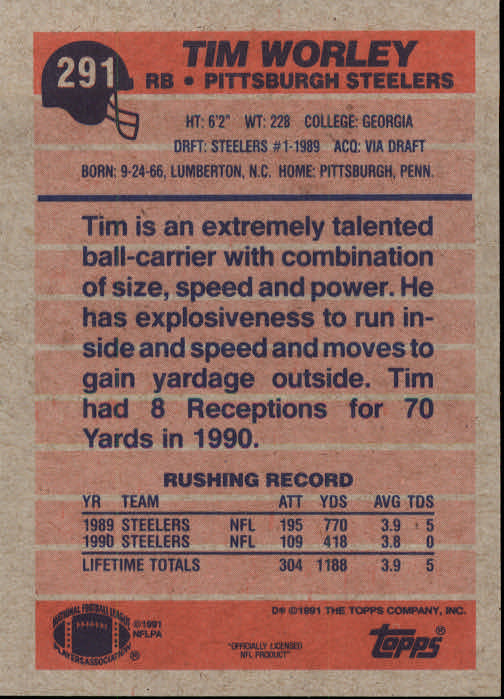 291
TIM WORLEY
RB • PITTSBURGH STEELERS
HT: 6'2" WT: 228 COLLEGE: GEORGIA
DRFT: STEELERS #1-1989 ACQ: VIA DRAFT
BORN: 9-24-66, LUMBERTON, N.C. HOME: PITTSBURGH, PENN.
Tim is an extremely talented
ball-carrier with combination
of size, speed and power. He
has explosiveness to run in-
side and speed and moves to
gain yardage outside. Tim
had 8 Receptions for 70
Yards in 1990.
RUSHING RECORD
YR TEAM ATT YDS AVG TDS
1989 STEELERS NFL 195 770 3.9 5
1990 STEELERS NFL 109 418 3.8 0
LIFETIME TOTALS 304 1188 3.9 5
D® ©1991 THE TOPPS COMPANY, INC.
NATIONAL FOOTBALL LEAGUE
PLAYERS ASSOCIATION ®
©1991
NFLPA
"OFFICIALLY LICENSED
NFL PRODUCT"
topps®